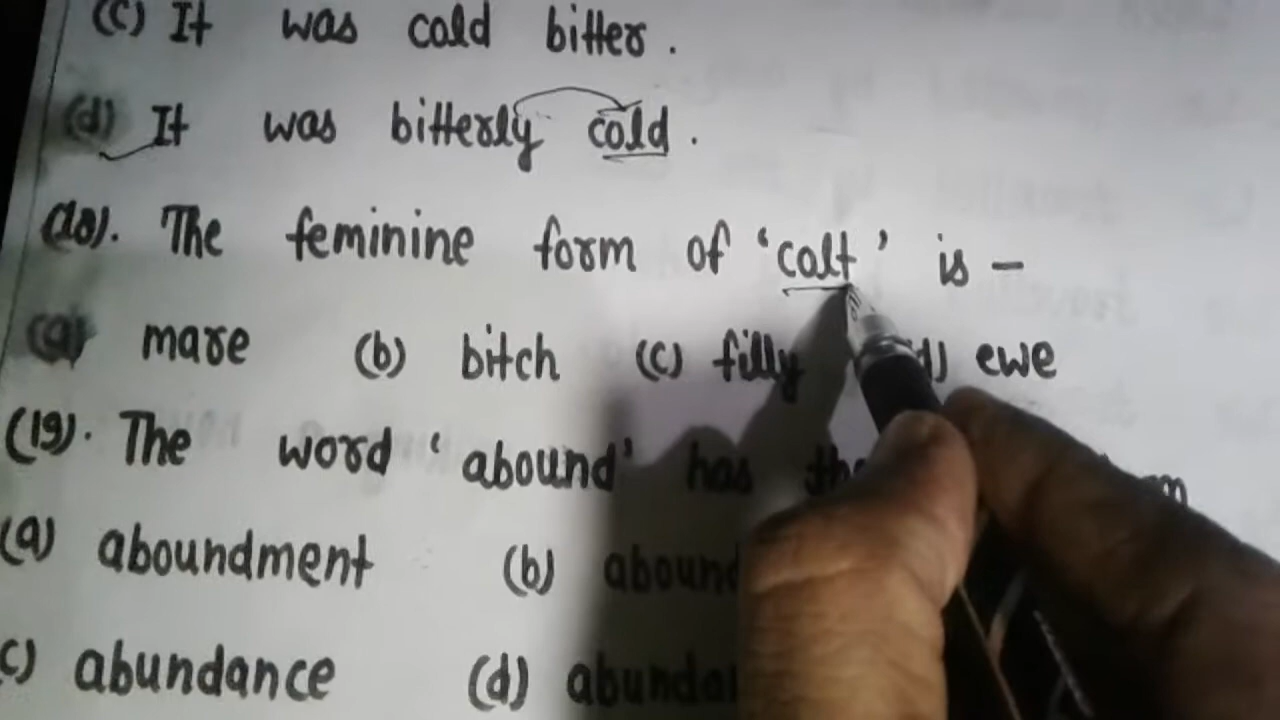 (c) It was cold bitter.
(d) It was bitterly cold.
(18). The feminine form of 'colt' is -
(a) mare (b) bitch (c) filly (d) ewe
(19). The word 'abound' has
(a) aboundment (b)
(c) abundance (d)